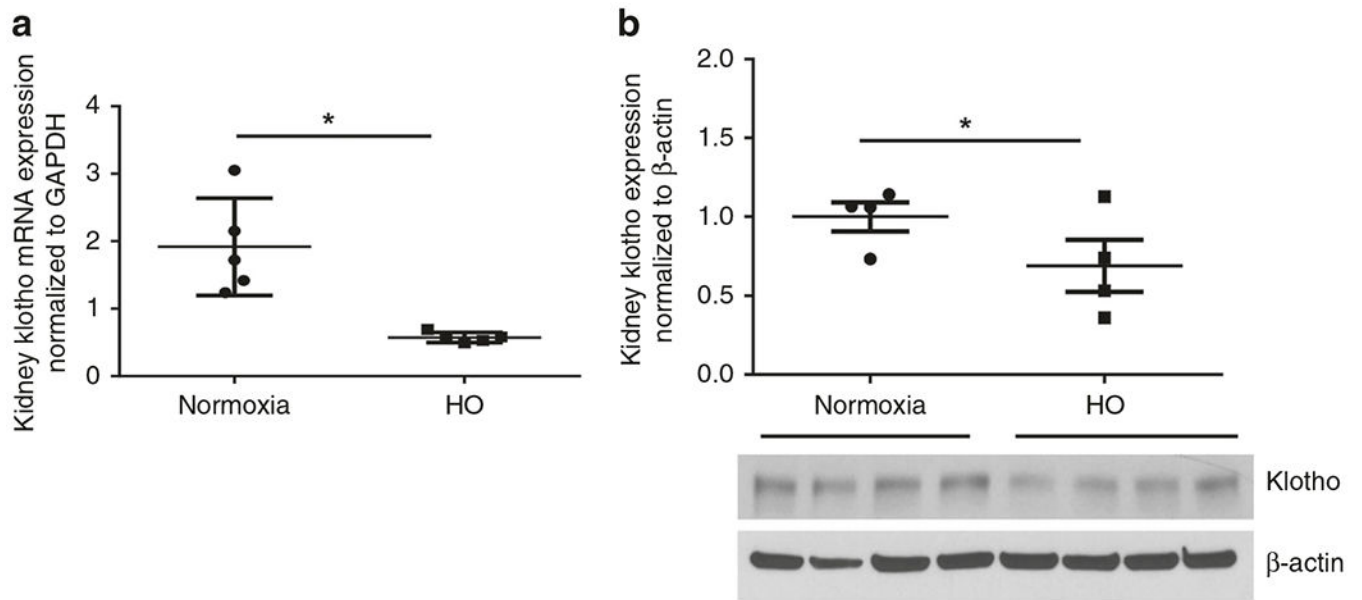 a
Kidney klotho mRNA expression
normalized to GAPDH
4
3
2
1
0
*
Normoxia
HO
b
Kidney klotho expression
normalized to β-actin
2.0
1.5
1.0
0.5
0.0
*
Normoxia
HO
Klotho
β-actin